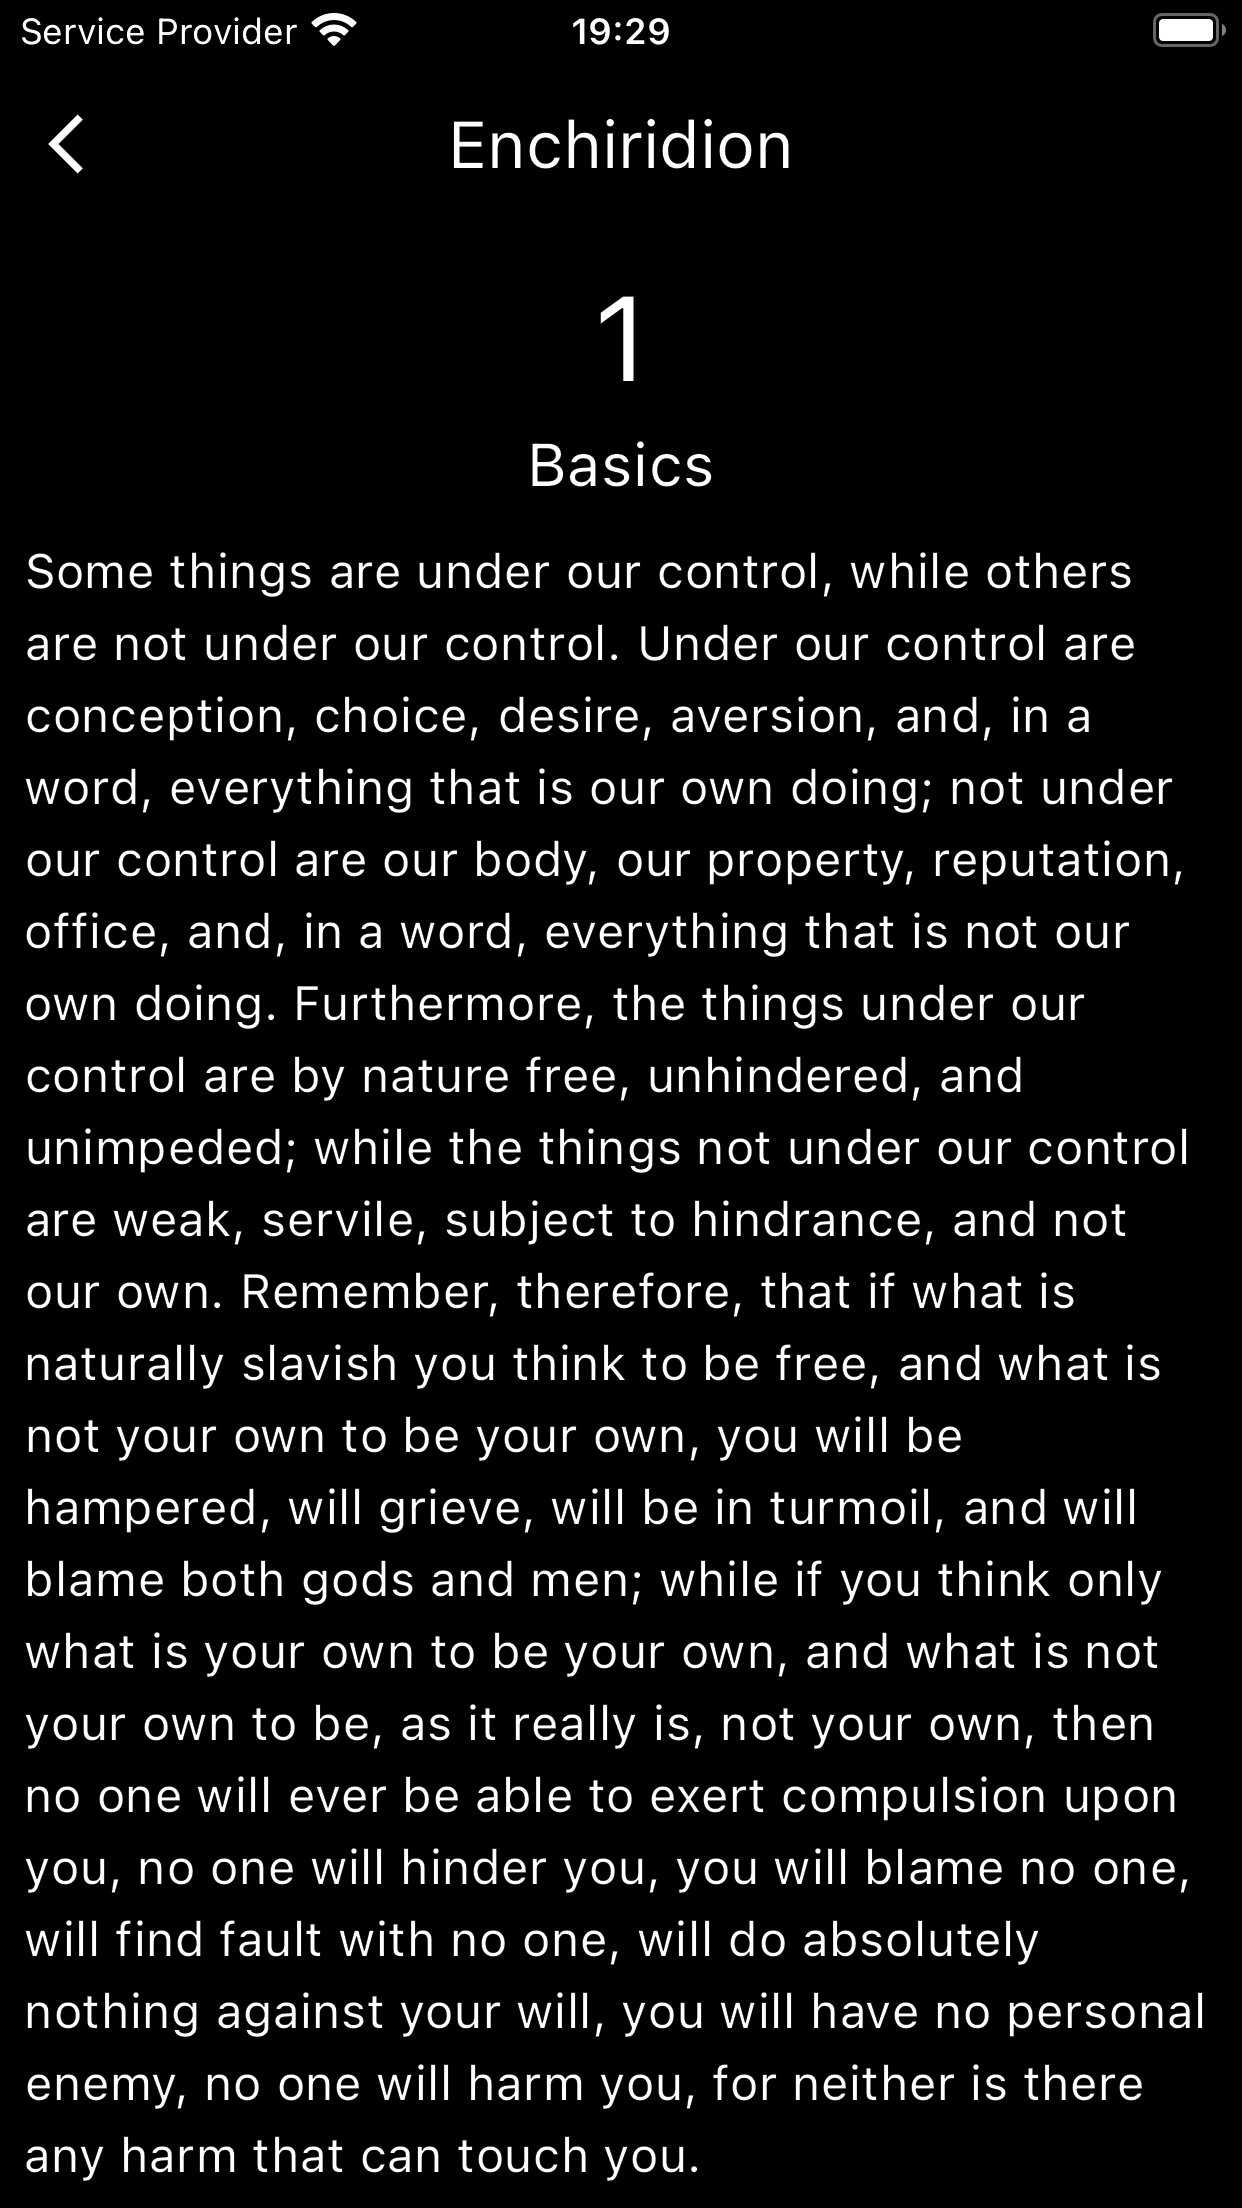 Service Provider 19:29
Enchiridion
1
Basics
Some things are under our control, while others
are not under our control. Under our control are
conception, choice, desire, aversion, and, in a
word, everything that is our own doing; not under
our control are our body, our property, reputation,
office, and, in a word, everything that is not our
own doing. Furthermore, the things under our
control are by nature free, unhindered, and
unimpeded; while the things not under our control
are weak, servile, subject to hindrance, and not
our own. Remember, therefore, that if what is
naturally slavish you think to be free, and what is
not your own to be your own, you will be
hampered, will grieve, will be in turmoil, and will
blame both gods and men; while if you think only
what is your own to be your own, and what is not
your own to be, as it really is, not your own, then
no one will ever be able to exert compulsion upon
you, no one will hinder you, you will blame no one,
will find fault with no one, will do absolutely
nothing against your will, you will have no personal
enemy, no one will harm you, for neither is there
any harm that can touch you.